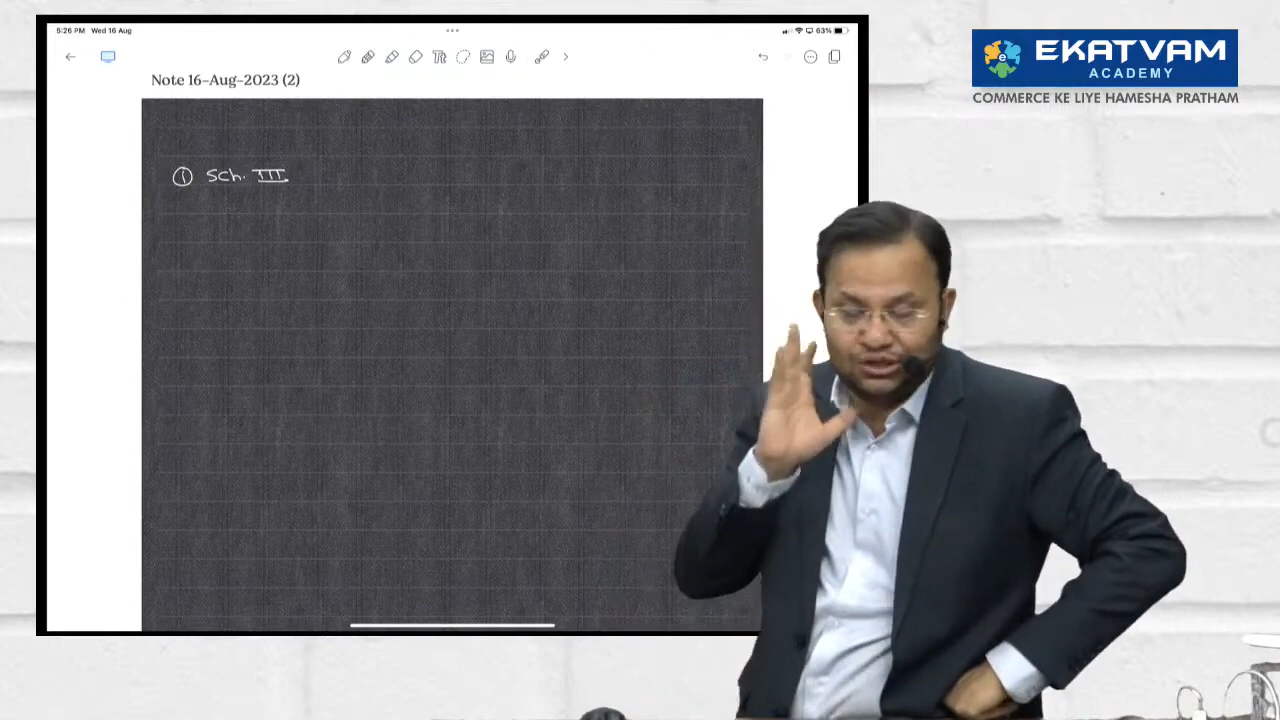 5:26 PM Wed 16 Aug
63%
Note 16-Aug-2023 (2)
① Sch. III.
EKATVAM
ACADEMY
COMMERCE KE LIYE HAMESHA PRATHAM